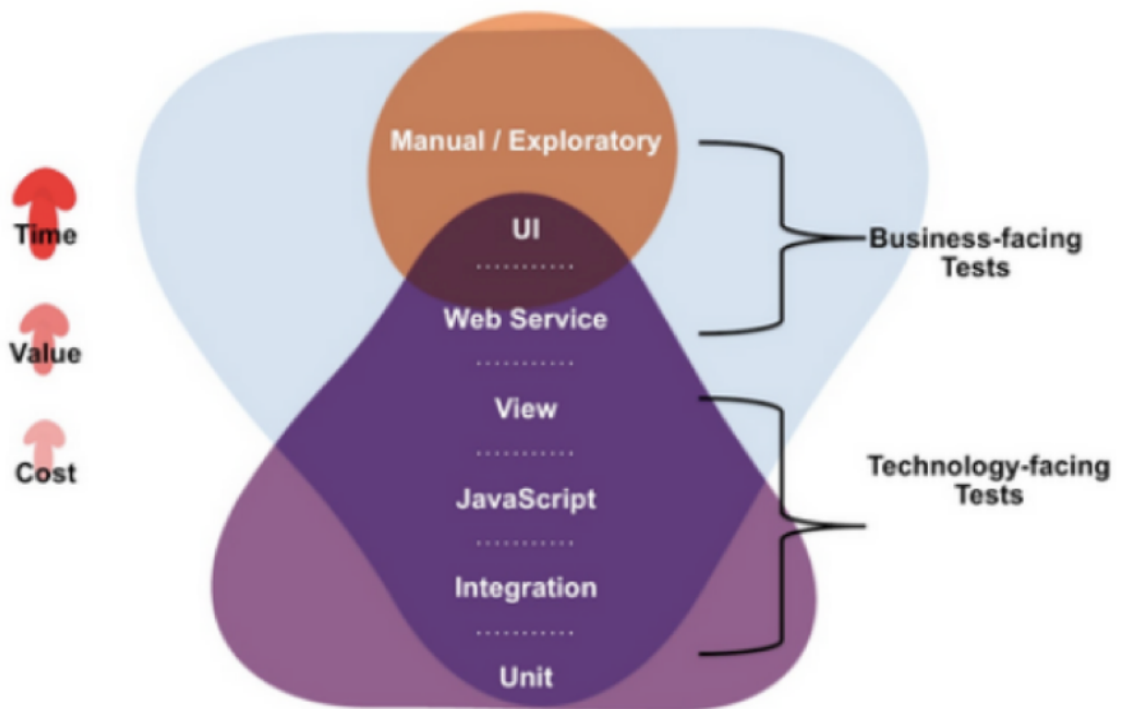 Manual / Exploratory
UI
Web Service
View
JavaScript
Integration
Unit
Time
Value
Cost
Business-facing
Tests
Technology-facing
Tests